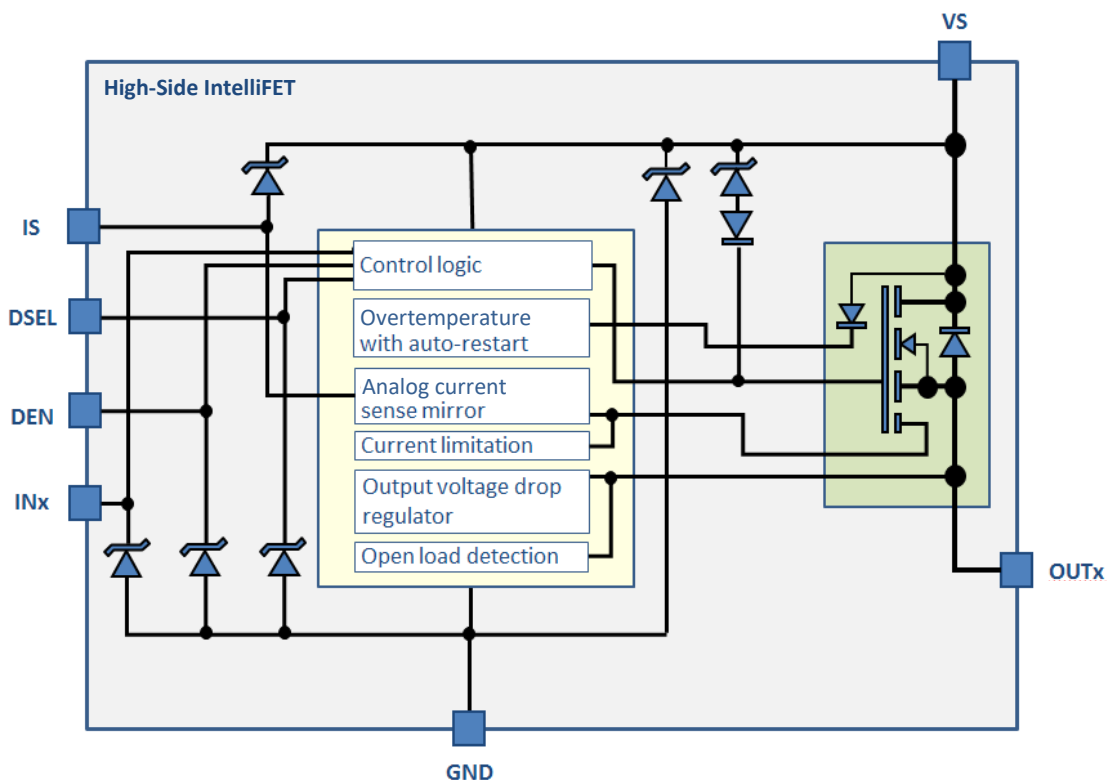 VS
High-Side IntelliFET
IS
DSEL
DEN
INx
Control logic
Overtemperature
with auto-restart
Analog current
sense mirror
Current limitation
Output voltage drop
regulator
Open load detection
OUTx
GND